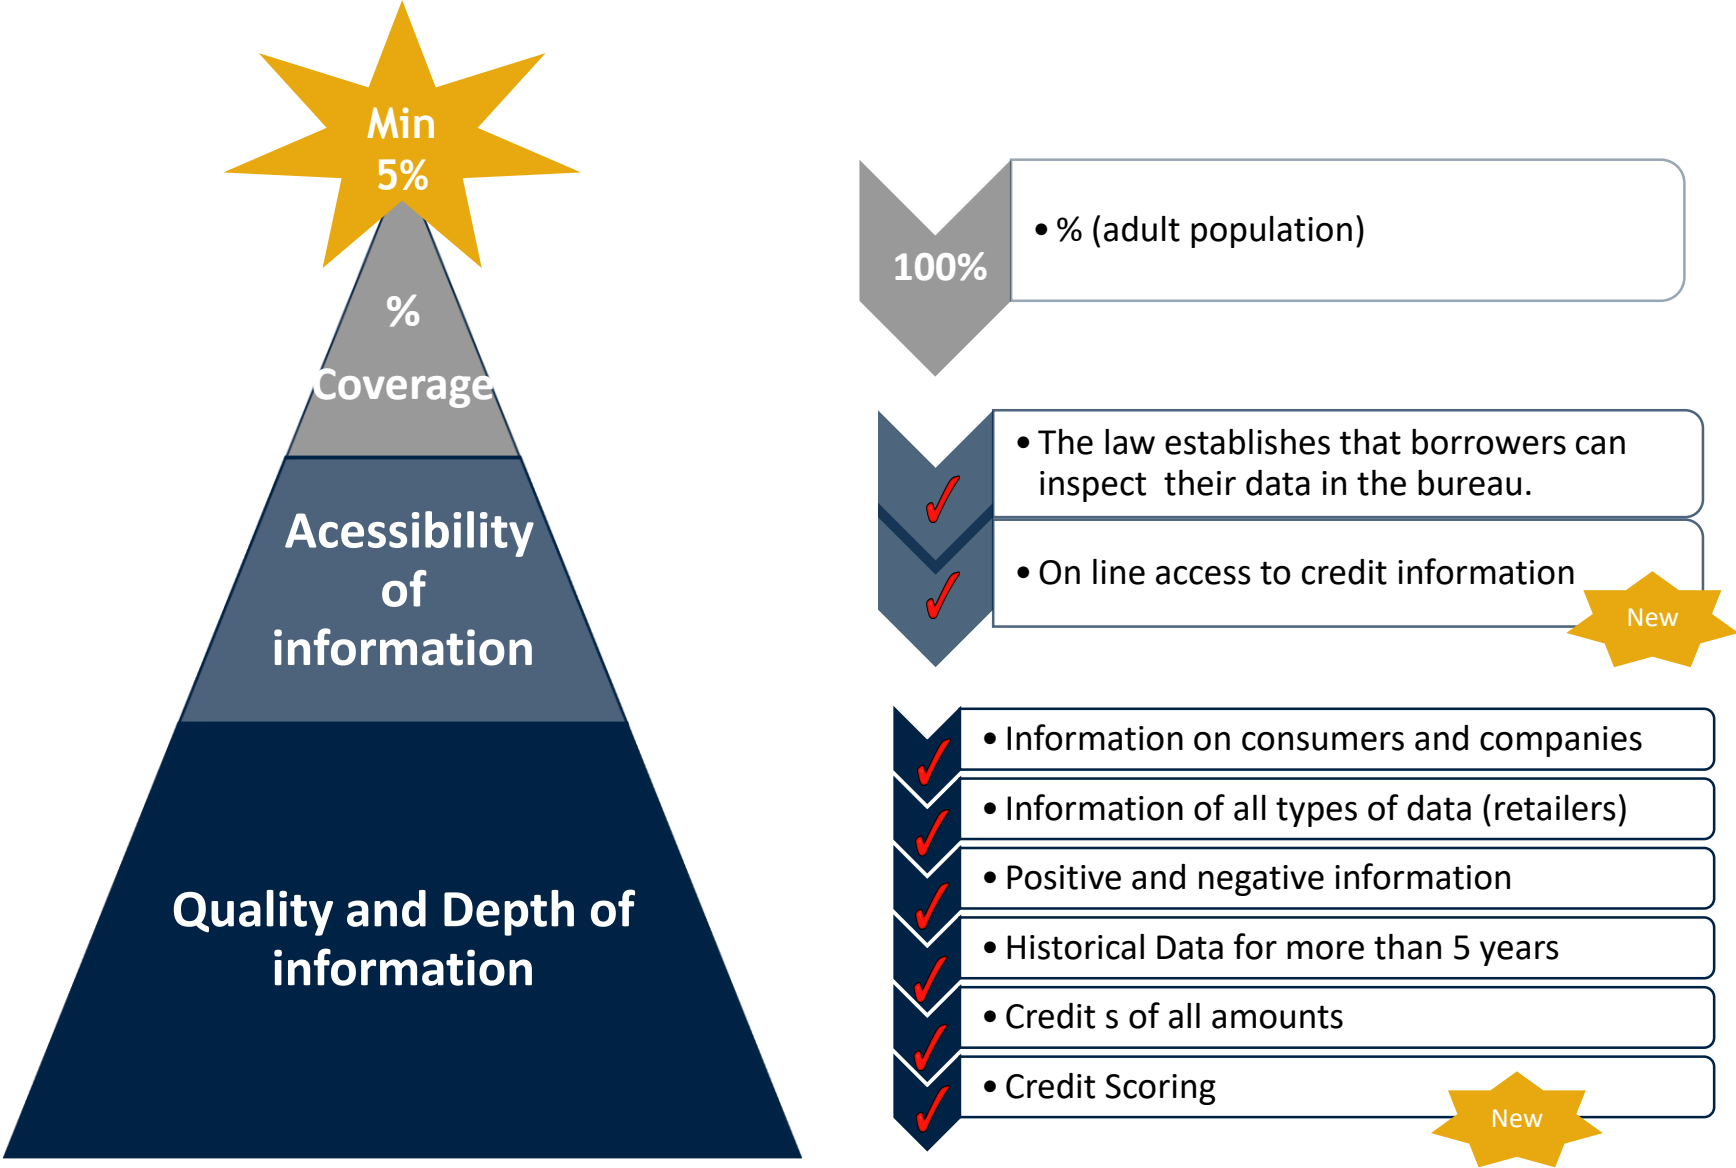 Min
5%
%
Coverage
Acessibility
of
information
Quality and Depth of
information
100%
• % (adult population)
• The law establishes that borrowers can
inspect  their data in the bureau.
• On line access to credit information
New
• Information on consumers and companies
• Information of all types of data (retailers)
• Positive and negative information
• Historical Data for more than 5 years
• Credit s of all amounts
• Credit Scoring
New